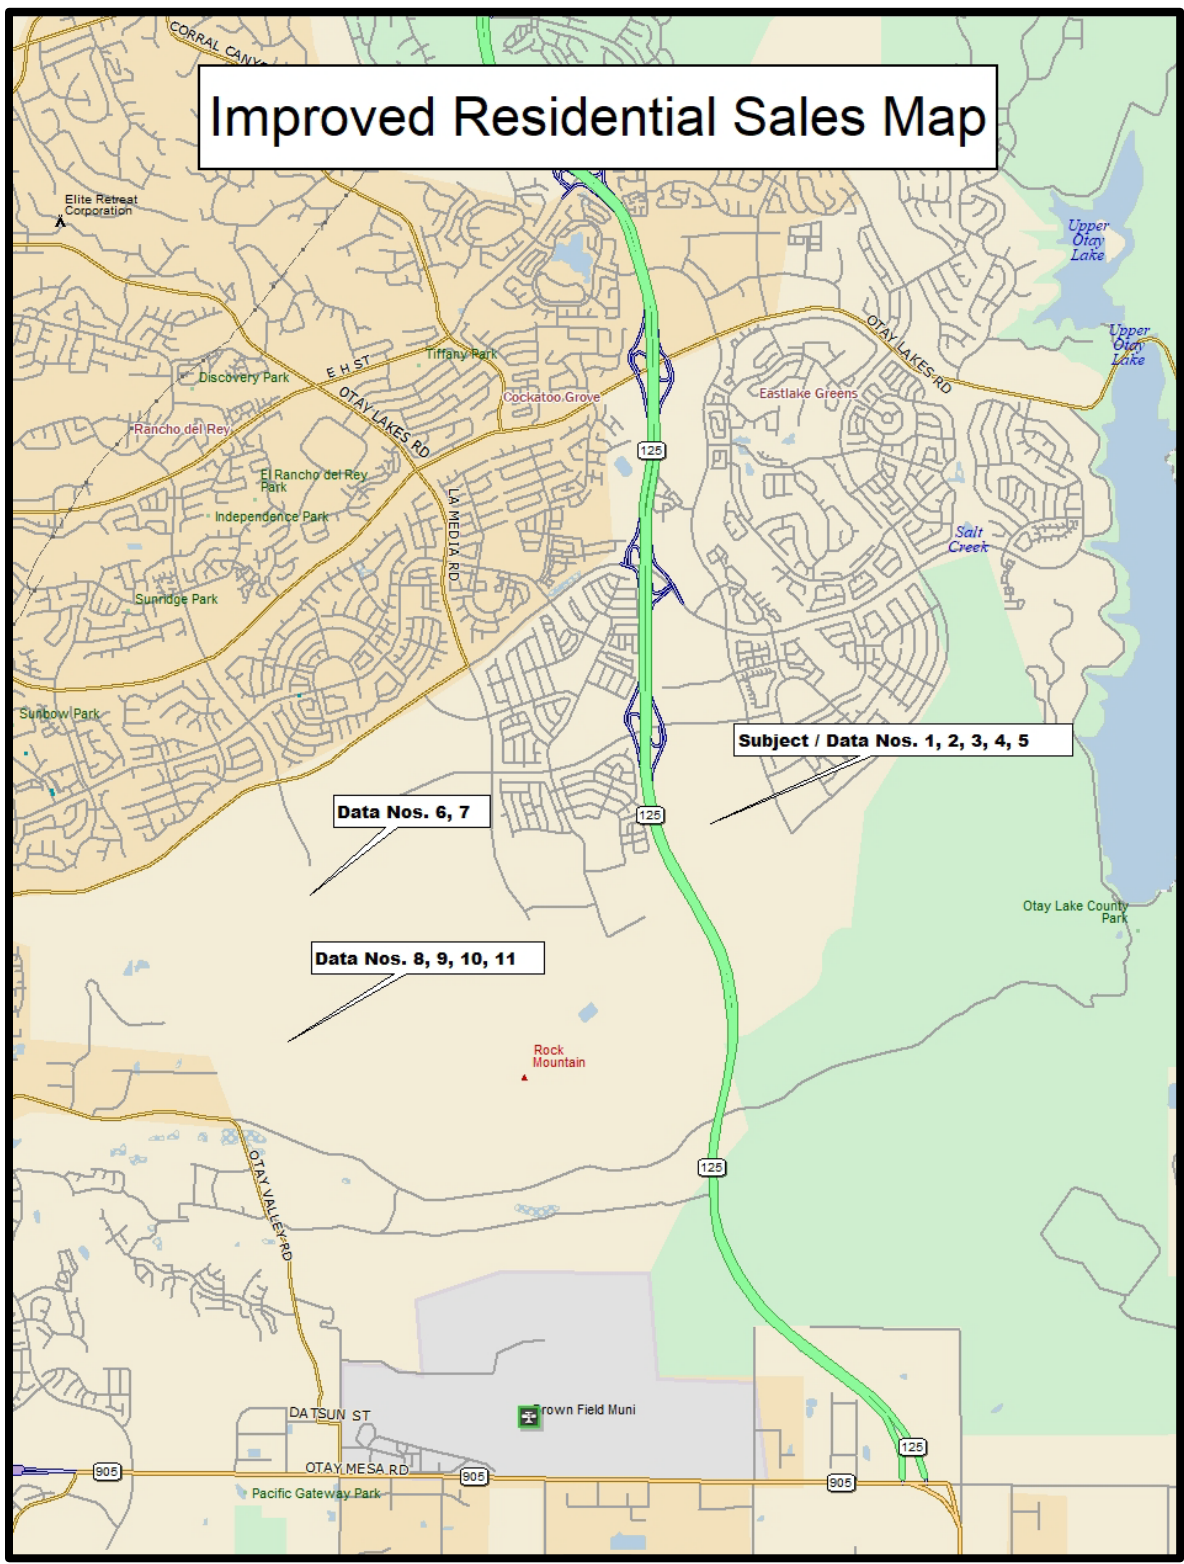 CORRAL CANY
Improved Residential Sales Map
Elite Retreat
Corporation
Upper
Otay
Lake
OTAY LAKES RD
Upper
Otay
Lake
Tiffany Park
E H ST
Discovery Park
Cockatoo Grove
Eastlake Greens
OTAY LAKES RD
Rancho del Rey
125
El Rancho del Rey
Park
LA MEDIA RD
Independence Park
Salt
Creek
Sunridge Park
Sunbow Park
Subject / Data Nos. 1, 2, 3, 4, 5
Data Nos. 6, 7
125
Otay Lake County
Park
Data Nos. 8, 9, 10, 11
Rock
Mountain
125
OTAY VALLEY RD
DATSUN ST
Brown Field Muni
125
905
OTAY MESA RD
905
905
Pacific Gateway Park